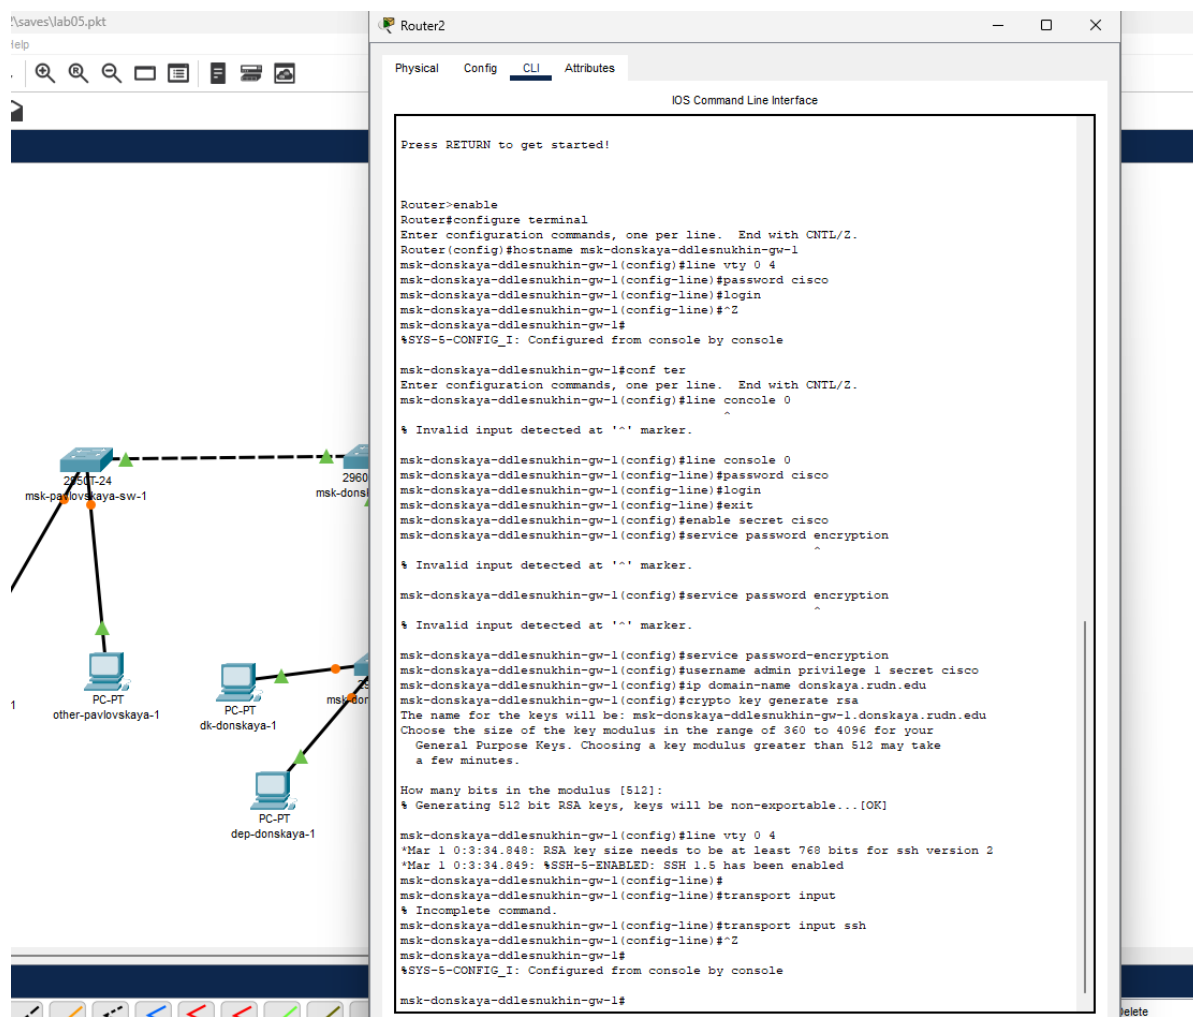 \saves\lab05.pkt
Help
Router2
Physical Config CLI Attributes
IOS Command Line Interface
Press RETURN to get started!
Router>enable
Router#configure terminal
Enter configuration commands, one per line.  End with CNTL/Z.
Router(config)#hostname msk-donskaya-ddlesnukhin-gw-1
msk-donskaya-ddlesnukhin-gw-1(config)#line vty 0 4
msk-donskaya-ddlesnukhin-gw-1(config-line)#password cisco
msk-donskaya-ddlesnukhin-gw-1(config-line)#login
msk-donskaya-ddlesnukhin-gw-1(config-line)#^Z
msk-donskaya-ddlesnukhin-gw-1#
%SYS-5-CONFIG_I: Configured from console by console
msk-donskaya-ddlesnukhin-gw-1#conf ter
Enter configuration commands, one per line.  End with CNTL/Z.
msk-donskaya-ddlesnukhin-gw-1(config)#line concole 0
^
% Invalid input detected at '^' marker.
msk-donskaya-ddlesnukhin-gw-1(config)#line console 0
msk-donskaya-ddlesnukhin-gw-1(config-line)#password cisco
msk-donskaya-ddlesnukhin-gw-1(config-line)#login
msk-donskaya-ddlesnukhin-gw-1(config-line)#exit
msk-donskaya-ddlesnukhin-gw-1(config)#enable secret cisco
msk-donskaya-ddlesnukhin-gw-1(config)#service password encryption
^
% Invalid input detected at '^' marker.
msk-donskaya-ddlesnukhin-gw-1(config)#service password encryption
^
% Invalid input detected at '^' marker.
msk-donskaya-ddlesnukhin-gw-1(config)#service password-encryption
msk-donskaya-ddlesnukhin-gw-1(config)#username admin privilege 1 secret cisco
msk-donskaya-ddlesnukhin-gw-1(config)#ip domain-name donskaya.rudn.edu
msk-donskaya-ddlesnukhin-gw-1(config)#crypto key generate rsa
The name for the keys will be: msk-donskaya-ddlesnukhin-gw-1.donskaya.rudn.edu
Choose the size of the key modulus in the range of 360 to 4096 for your
General Purpose Keys. Choosing a key modulus greater than 512 may take
a few minutes.
How many bits in the modulus [512]:
% Generating 512 bit RSA keys, keys will be non-exportable...[OK]
msk-donskaya-ddlesnukhin-gw-1(config)#line vty 0 4
*Mar 1 0:3:34.848: RSA key size needs to be at least 768 bits for ssh version 2
*Mar 1 0:3:34.849: %SSH-5-ENABLED: SSH 1.5 has been enabled
msk-donskaya-ddlesnukhin-gw-1(config-line)#
msk-donskaya-ddlesnukhin-gw-1(config-line)#transport input
% Incomplete command.
msk-donskaya-ddlesnukhin-gw-1(config-line)#transport input ssh
msk-donskaya-ddlesnukhin-gw-1(config-line)#^Z
msk-donskaya-ddlesnukhin-gw-1#
%SYS-5-CONFIG_I: Configured from console by console
msk-donskaya-ddlesnukhin-gw-1#
2950T-24
msk-pavlovskaya-sw-1
2960
msk-donsk
PC-PT
other-pavlovskaya-1
1
PC-PT
dk-donskaya-1
29
msk-dor
PC-PT
dep-donskaya-1
Delete